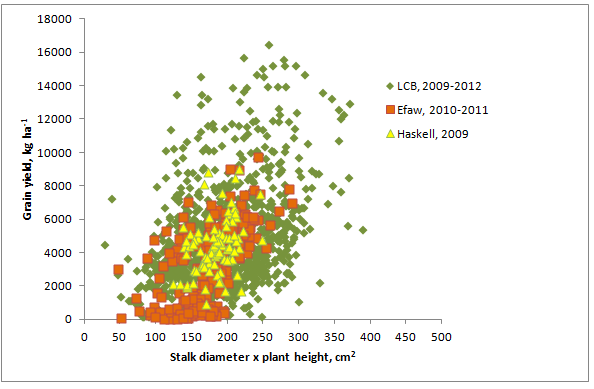 18000
16000
14000
12000
10000
8000
6000
4000
2000
0
Grain yield, kg ha-1
0 50 100 150 200 250 300 350 400 450 500
Stalk diameter x plant height, cm2
LCB, 2009-2012
Efaw, 2010-2011
Haskell, 2009